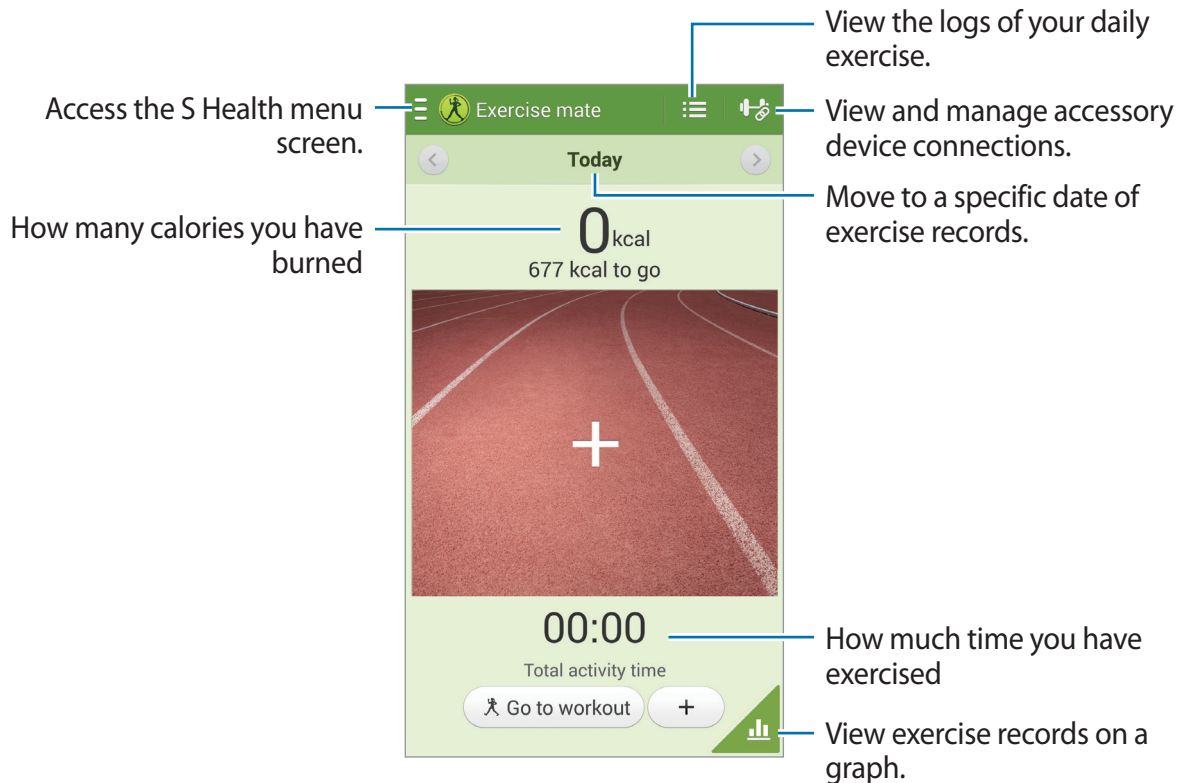 View the logs of your daily
exercise.
Access the S Health menu
screen.
Exercise mate
View and manage accessory
device connections.
Today
Move to a specific date of
exercise records.
How many calories you have
burned
0 kcal
677 kcal to go
00:00
How much time you have
exercised
Total activity time
Go to workout
+
View exercise records on a
graph.